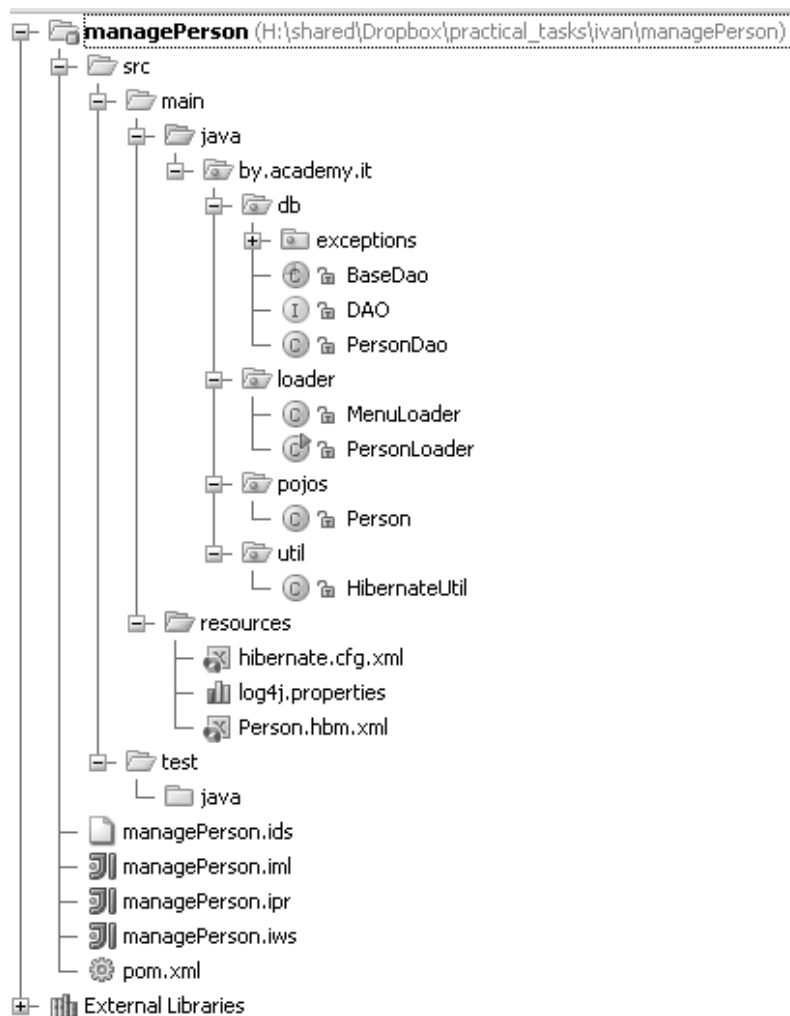 managePerson (H:\shared\Dropbox\practical_tasks\ivan\managePerson)
src
main
java
by.academy.it
db
exceptions
BaseDao
DAO
PersonDao
loader
MenuLoader
PersonLoader
pojos
Person
util
HibernateUtil
resources
hibernate.cfg.xml
log4j.properties
Person.hbm.xml
test
java
managePerson.ids
managePerson.iml
managePerson.ipr
managePerson.iws
pom.xml
External Libraries